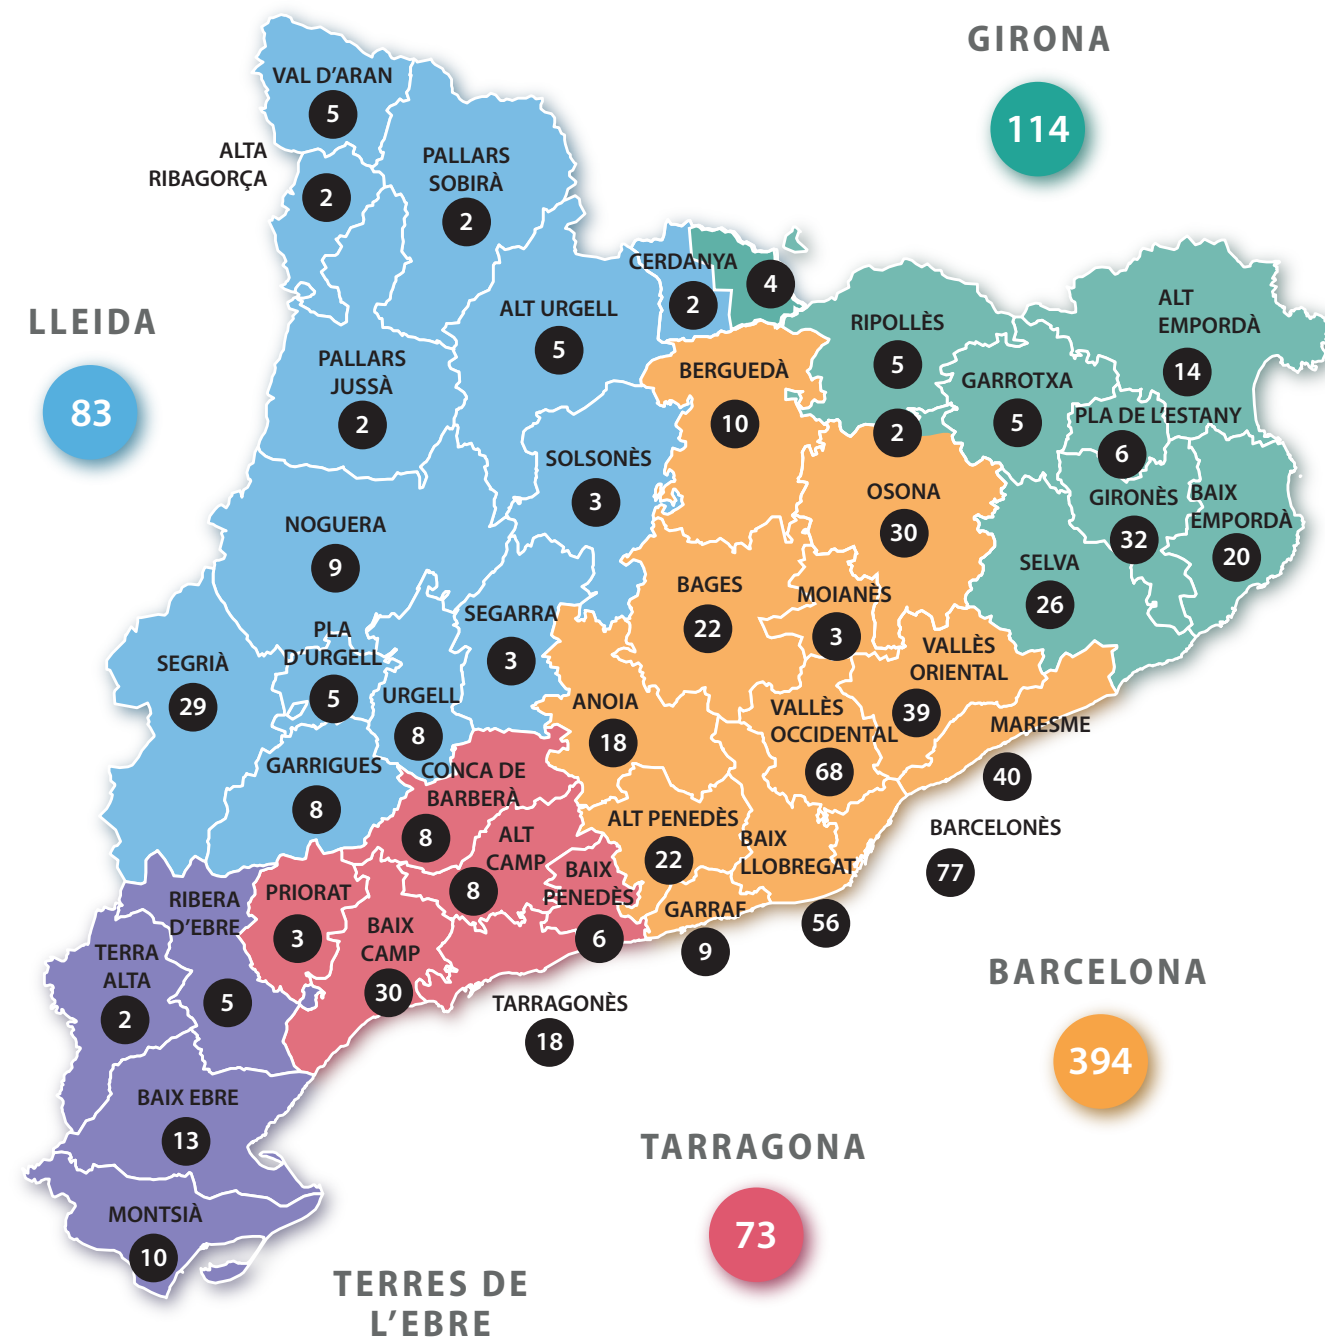 GIRONA
114
VAL D'ARAN
5
ALTA
RIBAGORÇA
2
PALLARS
SOBIRÀ
2
CERDANYA
2
4
LLEIDA
83
ALT URGELL
5
RIPOLLÈS
5
2
ALT
EMPORDÀ
14
PALLARS
JUSSÀ
2
BERGUEDÀ
10
GARROTXA
5
PLA DE L'ESTANY
6
SOLSONÈS
3
OSONA
30
GIRONÈS
32
BAIX
EMPORDÀ
20
NOGUERA
9
SELVA
26
BAGES
22
MOIANÈS
3
SEGARRA
3
PLA
D'URGELL
5
SEGRIÀ
29
URGELL
8
VALLÈS
ORIENTAL
39
ANOIA
18
VALLÈS
OCCIDENTAL
68
MARESME
40
GARRIGUES
8
CONCA DE
BARBERÀ
8
ALT PENEDÈS
22
BAIX
LLOBREGAT
56
BARCELONÈS
77
ALT
CAMP
8
BAIX
PENEDÈS
6
GARRAF
9
RIBERA
D'EBRE
5
PRIORAT
3
BAIX
CAMP
30
TERRA
ALTA
2
TARRAGONÈS
18
BARCELONA
394
BAIX EBRE
13
TARRAGONA
73
MONTSIÀ
10
TERRES DE
L'EBRE